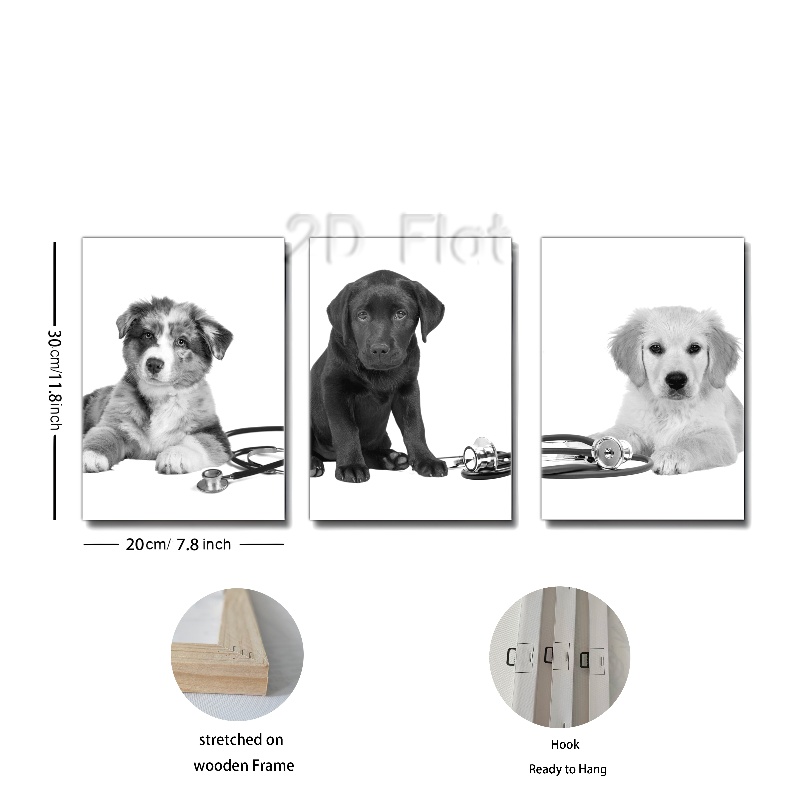 2D Flat
30cm/11.8inch
20cm/ 7.8 inch
stretched on
wooden Frame
Hook
Ready to Hang